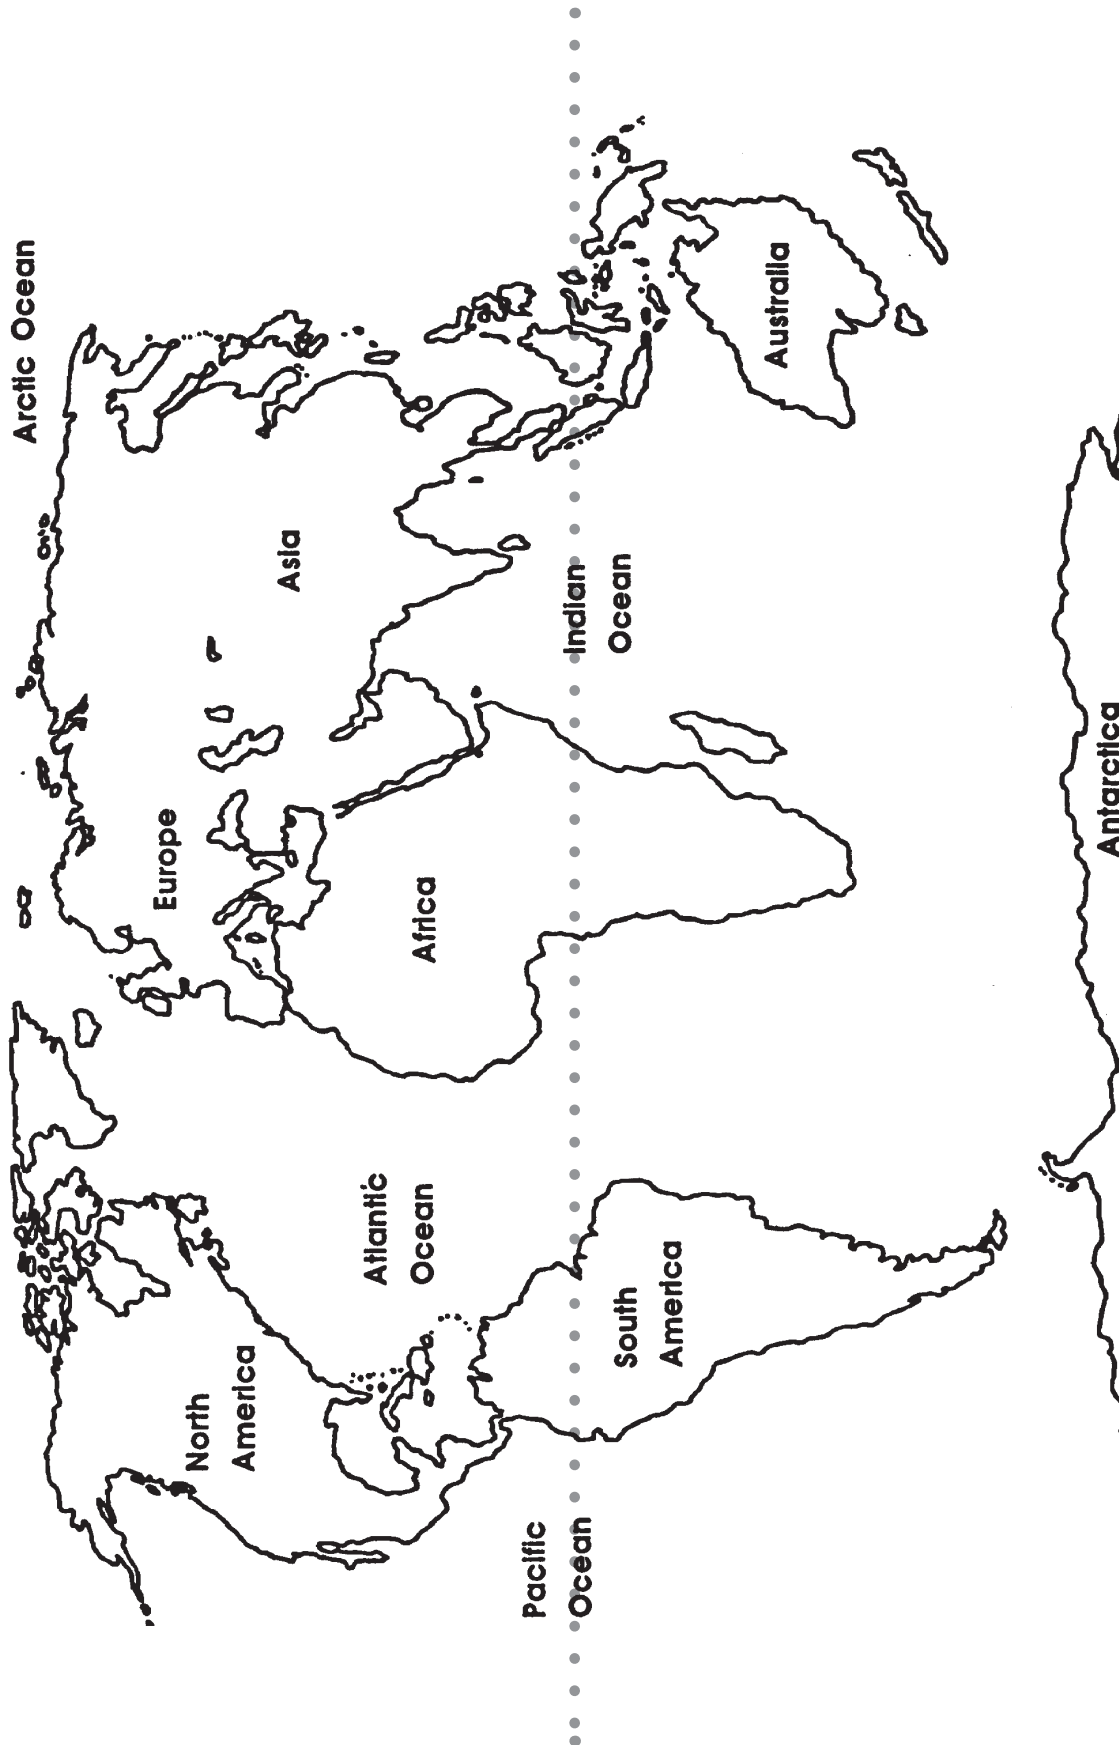 Arctic Ocean
Europe
Asia
North
America
Atlantic
Ocean
Africa
Pacific
Ocean
Indian
Ocean
South
America
Australia
Antarctica